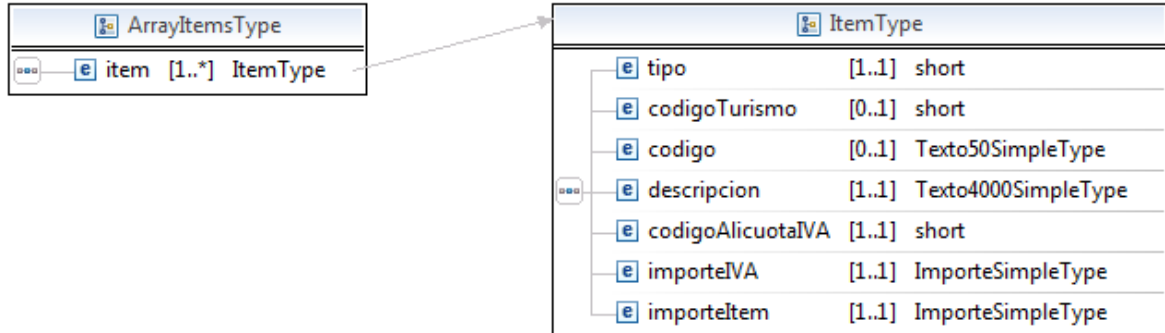 ArrayItemsType
e item [1..*] ItemType
ItemType
e tipo [1..1] short
e codigoTurismo [0..1] short
e codigo [0..1] Texto50SimpleType
e descripcion [1..1] Texto4000SimpleType
e codigoAlicuotaIVA [1..1] short
e importeIVA [1..1] ImporteSimpleType
e importeItem [1..1] ImporteSimpleType